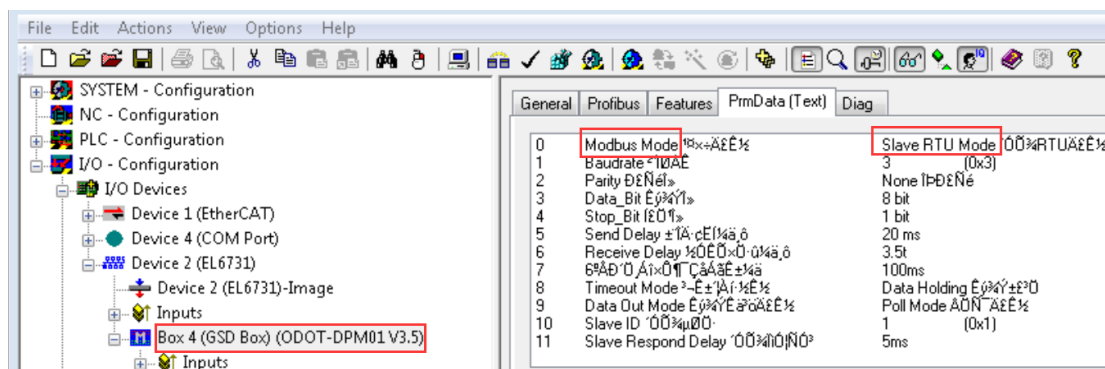 File Edit Actions View Options Help
SYSTEM - Configuration
NC - Configuration
PLC - Configuration
I/O - Configuration
I/O Devices
Device 1 (EtherCAT)
Device 4 (COM Port)
Device 2 (EL6731)
Device 2 (EL6731)-Image
Inputs
Box 4 (GSD Box) (ODOT-DPM01 V3.5)
Inputs
General Profibus Features PrmData (Text) Diag
0 Modbus Mode Slave RTU Mode
1 Baudrate 3 (0x3)
2 Parity None
3 Data_Bit 8 bit
4 Stop_Bit 1 bit
5 Send Delay 20 ms
6 Receive Delay 3.5t
7 100ms
8 Timeout Mode Data Holding
9 Data Out Mode Poll Mode
10 Slave ID 1 (0x1)
11 Slave Respond Delay 5ms